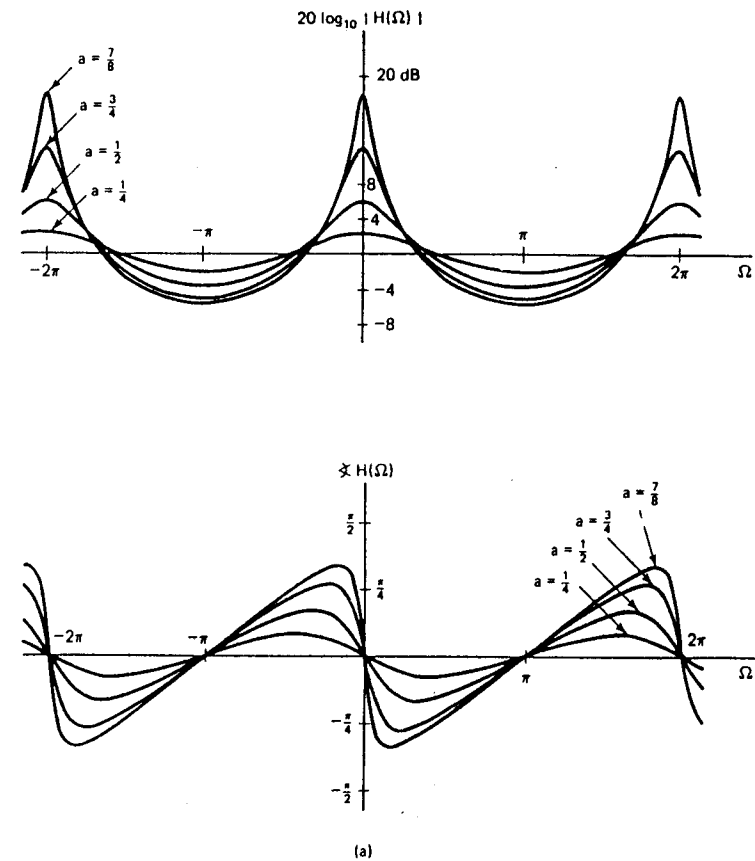 20 log₁₀ | H(Ω) |
20 dB
a = 7/8
a = 3/4
a = 1/2
a = 1/4
8
4
−2π
−π
π
2π
Ω
−4
−8
∢ H(Ω)
π/2
π/4
a = 7/8
a = 3/4
a = 1/2
a = 1/4
−2π
−π
π
2π
Ω
−π/4
−π/2
(a)